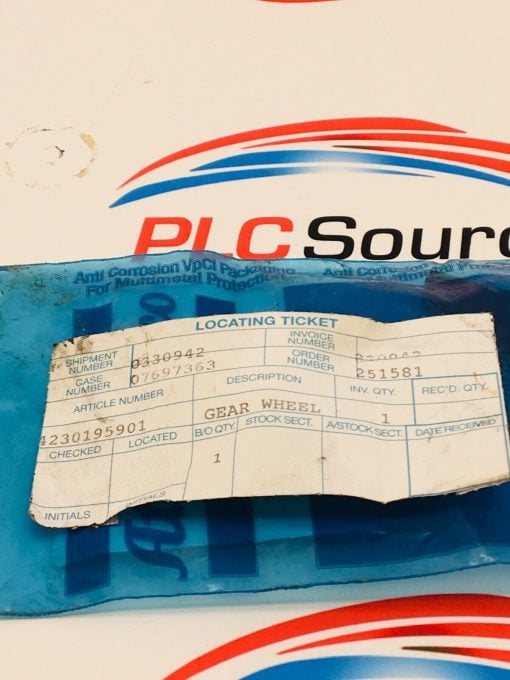 PLC Sour
Anti Corrosion VpCI Packaging
For Multimetal Protection
Anti
LOCATING TICKET
SHIPMENT NUMBER 0330942 INVOICE NUMBER
CASE NUMBER 07697363 ORDER NUMBER 251581
ARTICLE NUMBER DESCRIPTION INV. QTY. REC'D. QTY.
4230195901 GEAR WHEEL 1
CHECKED LOCATED B/O QTY. STOCK SECT. A/STOCK SECT. DATE RECEIVED
1
INITIALS INITIALS